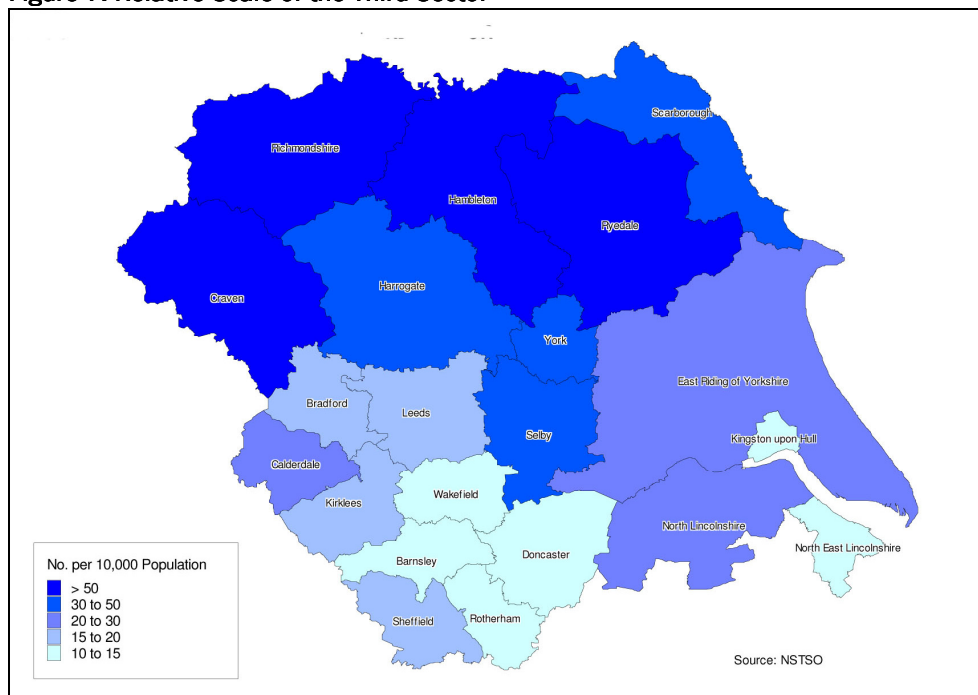 Scarborough
Richmondshire
Hambleton
Ryedale
Craven
Harrogate
York
East Riding of Yorkshire
Bradford
Leeds
Selby
Kingston upon Hull
Calderdale
Wakefield
Kirklees
North Lincolnshire
North East Lincolnshire
Doncaster
Barnsley
Sheffield
Rotherham
No. per 10,000 Population
> 50
30 to 50
20 to 30
15 to 20
10 to 15
Source: NSTSO